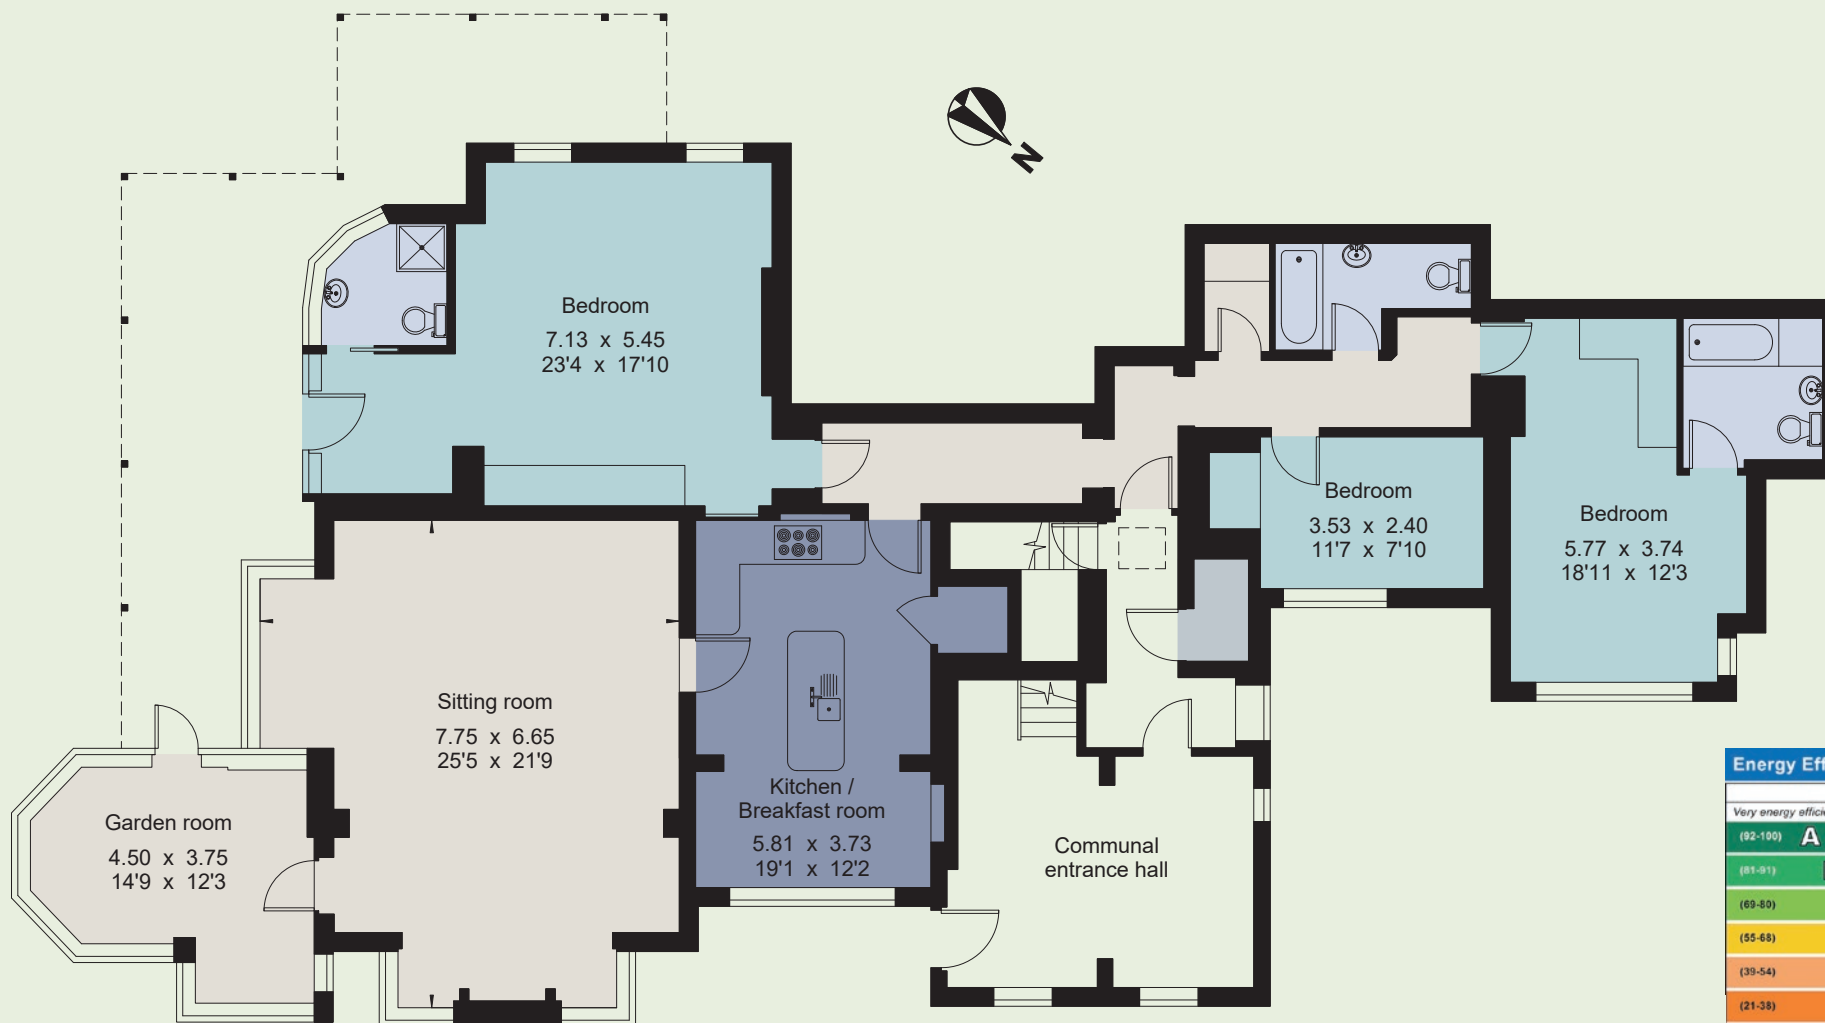 N
Bedroom
7.13 x 5.45
23'4 x 17'10
Bedroom
3.53 x 2.40
11'7 x 7'10
Bedroom
5.77 x 3.74
18'11 x 12'3
Sitting room
7.75 x 6.65
25'5 x 21'9
Kitchen /
Breakfast room
5.81 x 3.73
19'1 x 12'2
Garden room
4.50 x 3.75
14'9 x 12'3
Communal
entrance hall
Energy Eff
Very energy effici
(92-100) A
(81-91)
(69-80)
(55-68)
(39-54)
(21-38)